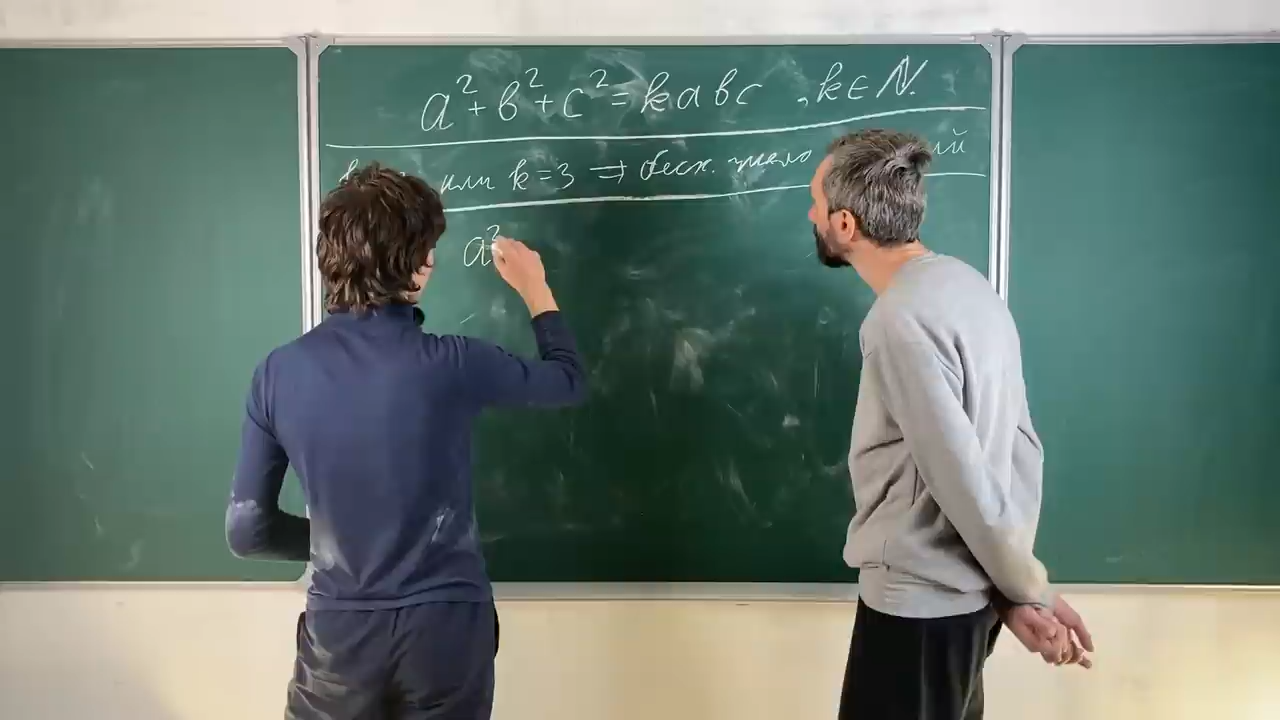 a²+b²+c²=kabc, k∈N.
или k=3 ⇒ беск. число
a²